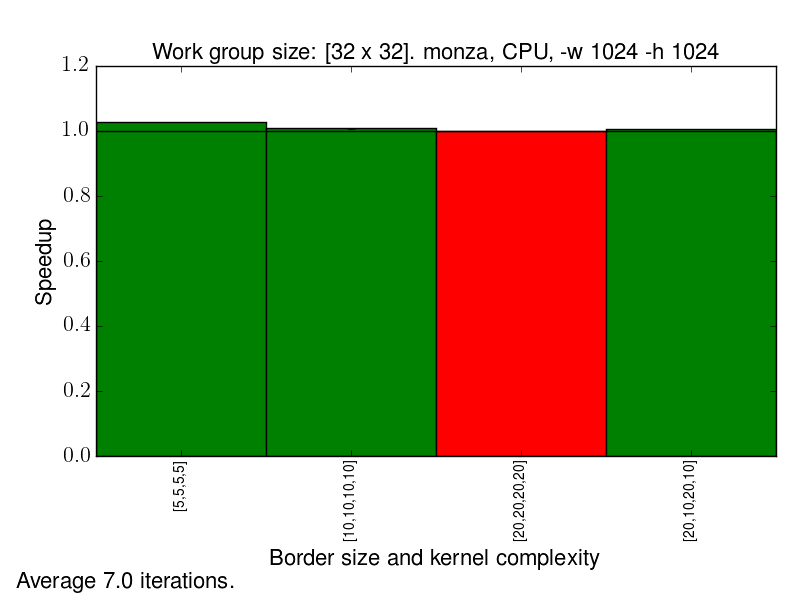 Work group size: [32 x 32]. monza, CPU, -w 1024 -h 1024
1.2
1.0
0.8
0.6
0.4
0.2
0.0
Speedup
[5,5,5,5]
[10,10,10,10]
[20,20,20,20]
[20,10,20,10]
Border size and kernel complexity
Average 7.0 iterations.